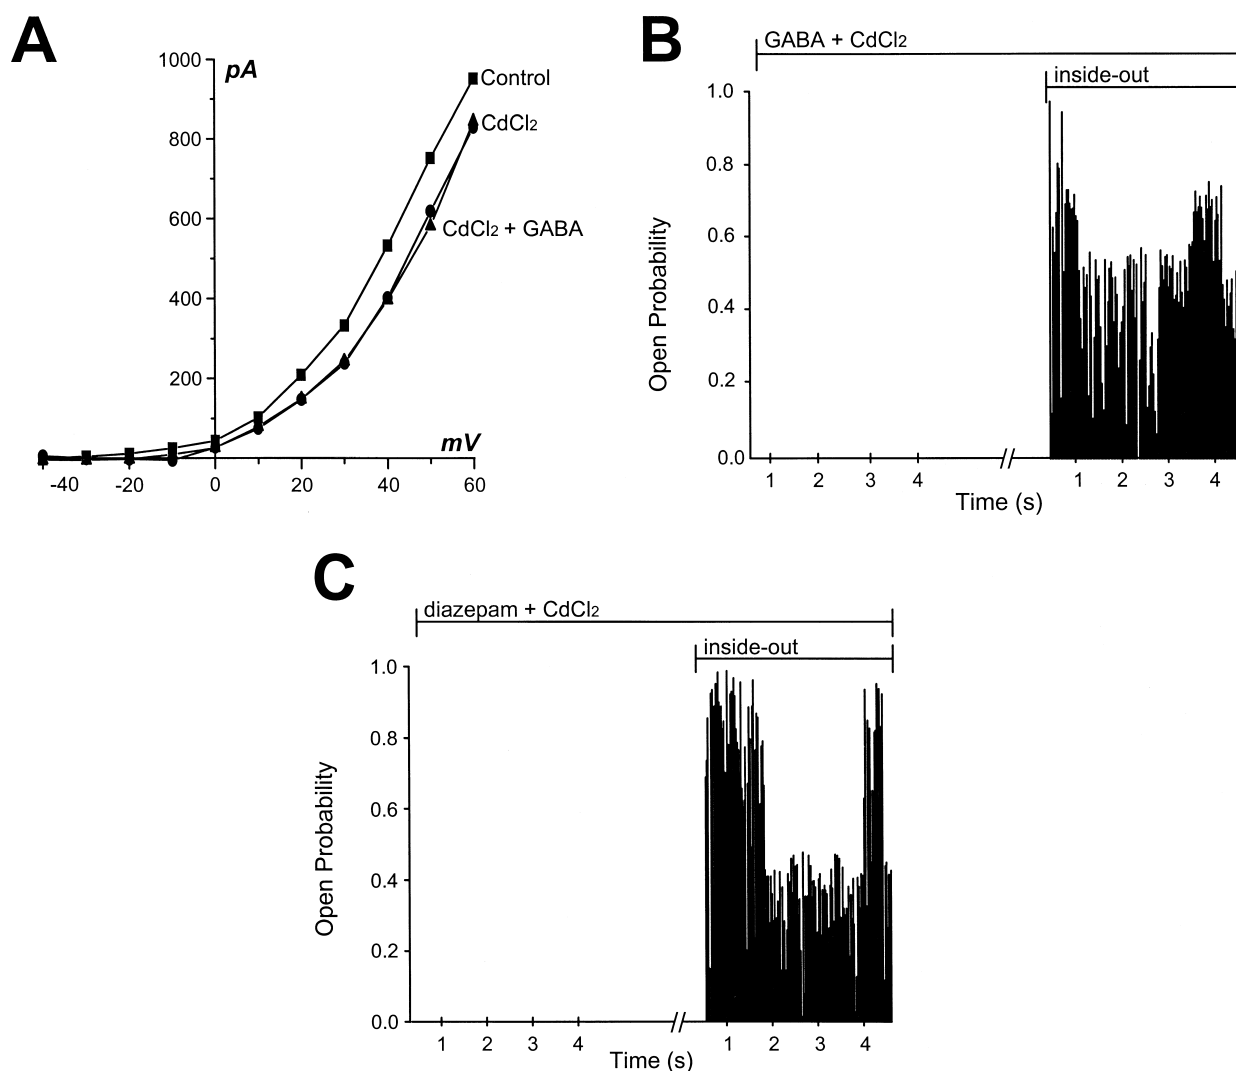 A
pA
1000
800
600
400
200
Control
CdCl2
CdCl2 + GABA
mV
-40 -20 0 20 40 60
B
GABA + CdCl2
inside-out
1.0
0.8
0.6
0.4
0.2
0.0
Open Probability
1 2 3 4 1 2 3 4
Time (s)
C
diazepam + CdCl2
inside-out
1.0
0.8
0.6
0.4
0.2
0.0
Open Probability
1 2 3 4 1 2 3 4
Time (s)